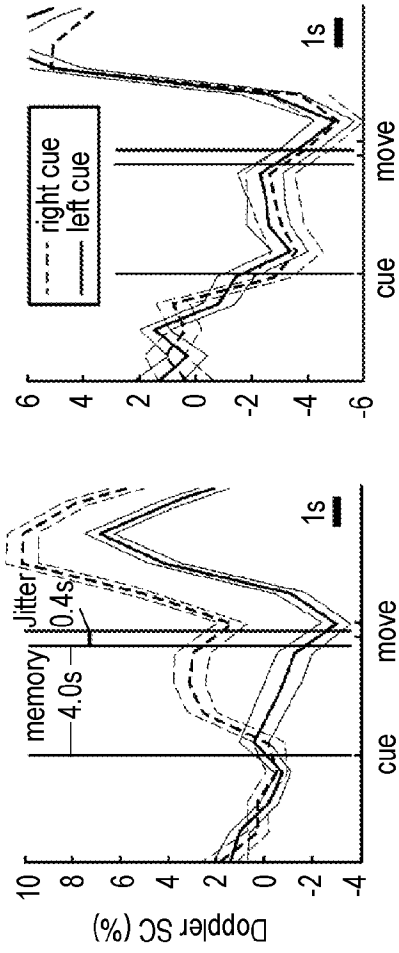 Doppler SC (%)
10
8
6
4
2
0
-2
-4
memory
4.0s
Jitter
0.4s
cue
move
1s
6
4
2
0
-2
-4
-6
right cue
left cue
cue
move
1s